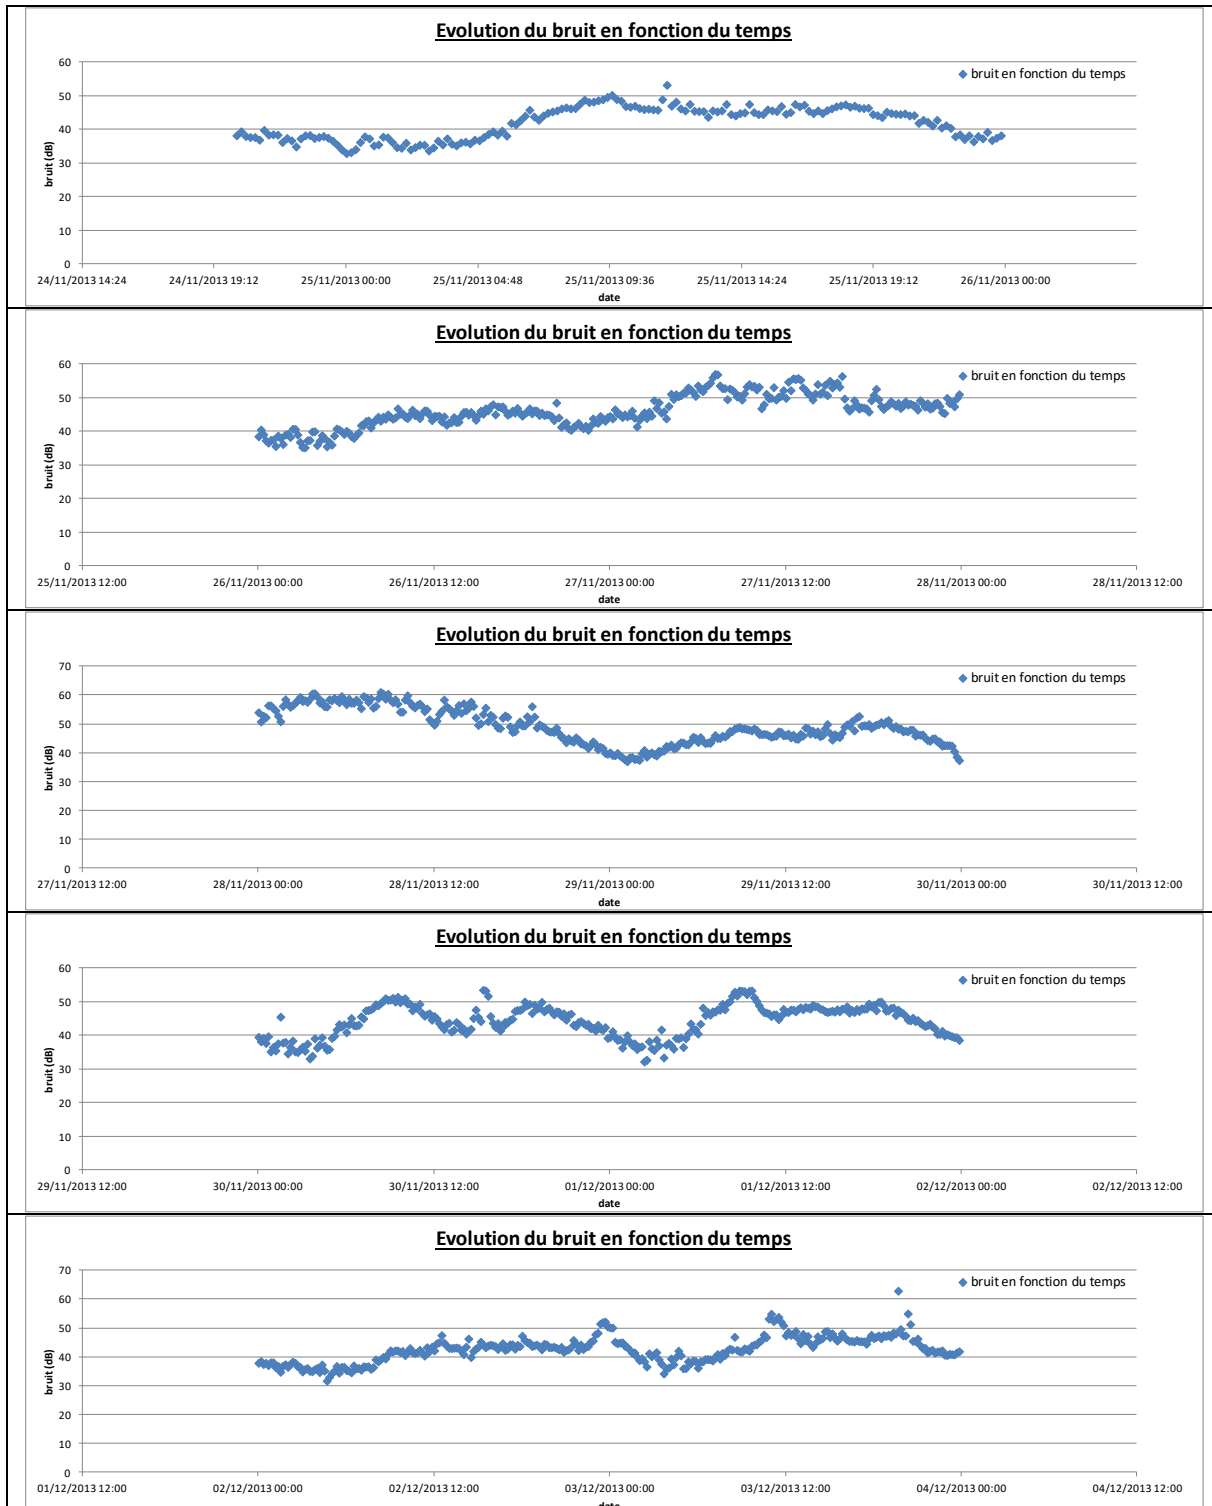 Evolution du bruit en fonction du temps
bruit en fonction du temps
bruit (dB)
60
50
40
30
20
10
0
24/11/2013 14:24 24/11/2013 19:12 25/11/2013 00:00 25/11/2013 04:48 25/11/2013 09:36 25/11/2013 14:24 25/11/2013 19:12 26/11/2013 00:00
date
Evolution du bruit en fonction du temps
bruit en fonction du temps
bruit (dB)
60
50
40
30
20
10
0
25/11/2013 12:00 26/11/2013 00:00 26/11/2013 12:00 27/11/2013 00:00 27/11/2013 12:00 28/11/2013 00:00 28/11/2013 12:00
date
Evolution du bruit en fonction du temps
bruit en fonction du temps
bruit (dB)
70
60
50
40
30
20
10
0
27/11/2013 12:00 28/11/2013 00:00 28/11/2013 12:00 29/11/2013 00:00 29/11/2013 12:00 30/11/2013 00:00 30/11/2013 12:00
date
Evolution du bruit en fonction du temps
bruit en fonction du temps
bruit (dB)
60
50
40
30
20
10
0
29/11/2013 12:00 30/11/2013 00:00 30/11/2013 12:00 01/12/2013 00:00 01/12/2013 12:00 02/12/2013 00:00 02/12/2013 12:00
date
Evolution du bruit en fonction du temps
bruit en fonction du temps
bruit (dB)
70
60
50
40
30
20
10
0
01/12/2013 12:00 02/12/2013 00:00 02/12/2013 12:00 03/12/2013 00:00 03/12/2013 12:00 04/12/2013 00:00 04/12/2013 12:00
date